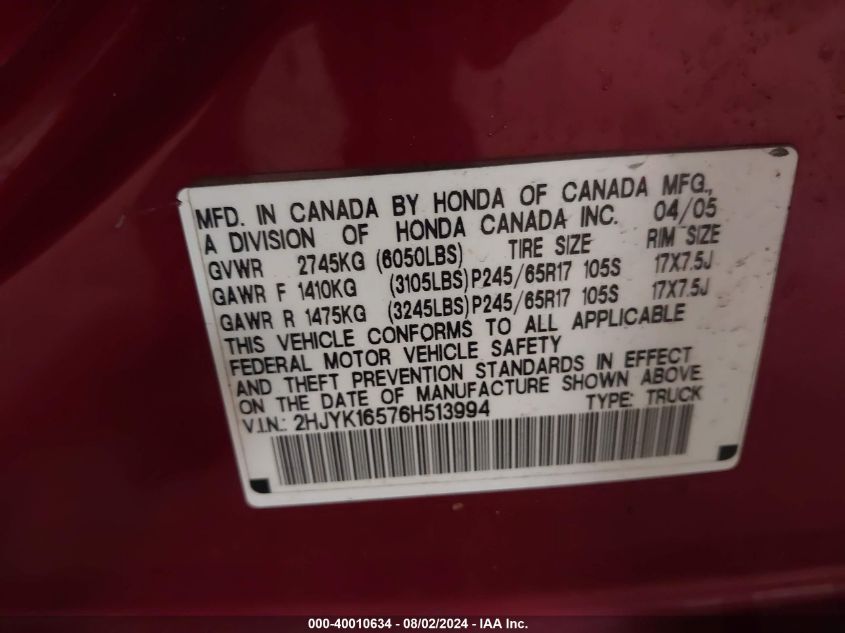 MFD. IN CANADA BY HONDA OF CANADA MFG.,
A DIVISION OF HONDA CANADA INC. 04/05
GVWR 2745KG (6050LBS) TIRE SIZE RIM SIZE
GAWR F 1410KG (3105LBS) P245/65R17 105S 17X7.5J
GAWR R 1475KG (3245LBS) P245/65R17 105S 17X7.5J
THIS VEHICLE CONFORMS TO ALL APPLICABLE
FEDERAL MOTOR VEHICLE SAFETY
AND THEFT PREVENTION STANDARDS IN EFFECT
ON THE DATE OF MANUFACTURE SHOWN ABOVE.
V.I.N.: 2HJYK16576H513994 TYPE: TRUCK
000-40010634 - 08/02/2024 - IAA Inc.